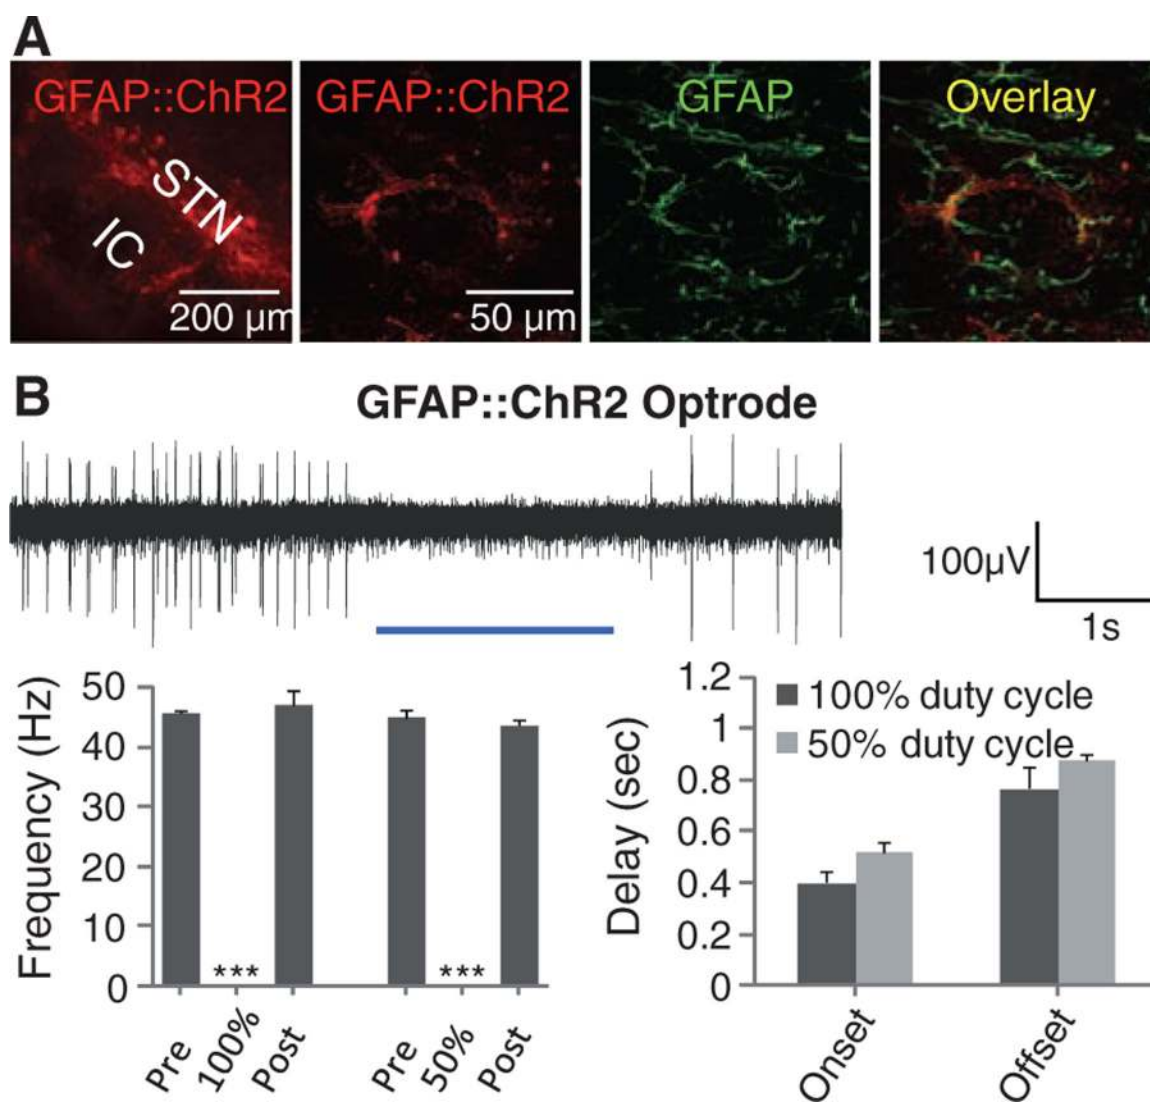 A
GFAP::ChR2
GFAP::ChR2
GFAP
Overlay
STN
IC
200 µm
50 µm
B
GFAP::ChR2 Optrode
100µV
1s
Frequency (Hz)
50
40
30
20
10
0
***
***
Pre
100%
Post
Pre
50%
Post
Delay (sec)
1.2
1
0.8
0.6
0.4
0.2
0
100% duty cycle
50% duty cycle
Onset
Offset